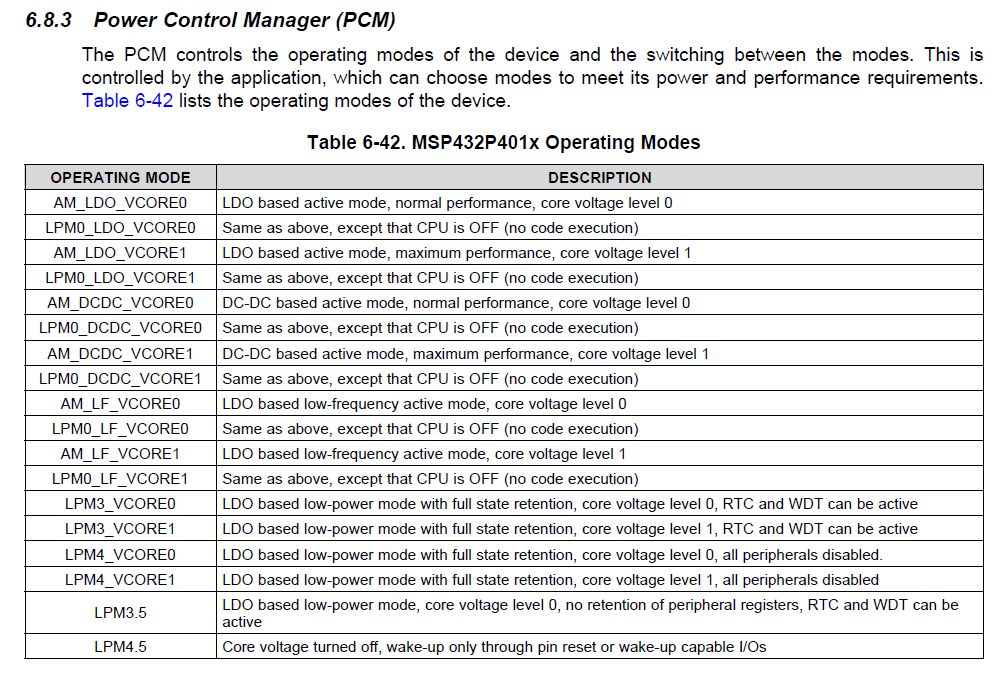 6.8.3 Power Control Manager (PCM)
The PCM controls the operating modes of the device and the switching between the modes. This is
controlled by the application, which can choose modes to meet its power and performance requirements.
Table 6-42 lists the operating modes of the device.
Table 6-42. MSP432P401x Operating Modes
OPERATING MODE DESCRIPTION
AM_LDO_VCORE0 LDO based active mode, normal performance, core voltage level 0
LPM0_LDO_VCORE0 Same as above, except that CPU is OFF (no code execution)
AM_LDO_VCORE1 LDO based active mode, maximum performance, core voltage level 1
LPM0_LDO_VCORE1 Same as above, except that CPU is OFF (no code execution)
AM_DCDC_VCORE0 DC-DC based active mode, normal performance, core voltage level 0
LPM0_DCDC_VCORE0 Same as above, except that CPU is OFF (no code execution)
AM_DCDC_VCORE1 DC-DC based active mode, maximum performance, core voltage level 1
LPM0_DCDC_VCORE1 Same as above, except that CPU is OFF (no code execution)
AM_LF_VCORE0 LDO based low-frequency active mode, core voltage level 0
LPM0_LF_VCORE0 Same as above, except that CPU is OFF (no code execution)
AM_LF_VCORE1 LDO based low-frequency active mode, core voltage level 1
LPM0_LF_VCORE1 Same as above, except that CPU is OFF (no code execution)
LPM3_VCORE0 LDO based low-power mode with full state retention, core voltage level 0, RTC and WDT can be active
LPM3_VCORE1 LDO based low-power mode with full state retention, core voltage level 1, RTC and WDT can be active
LPM4_VCORE0 LDO based low-power mode with full state retention, core voltage level 0, all peripherals disabled.
LPM4_VCORE1 LDO based low-power mode with full state retention, core voltage level 1, all peripherals disabled
LPM3.5 LDO based low-power mode, core voltage level 0, no retention of peripheral registers, RTC and WDT can be
active
LPM4.5 Core voltage turned off, wake-up only through pin reset or wake-up capable I/Os